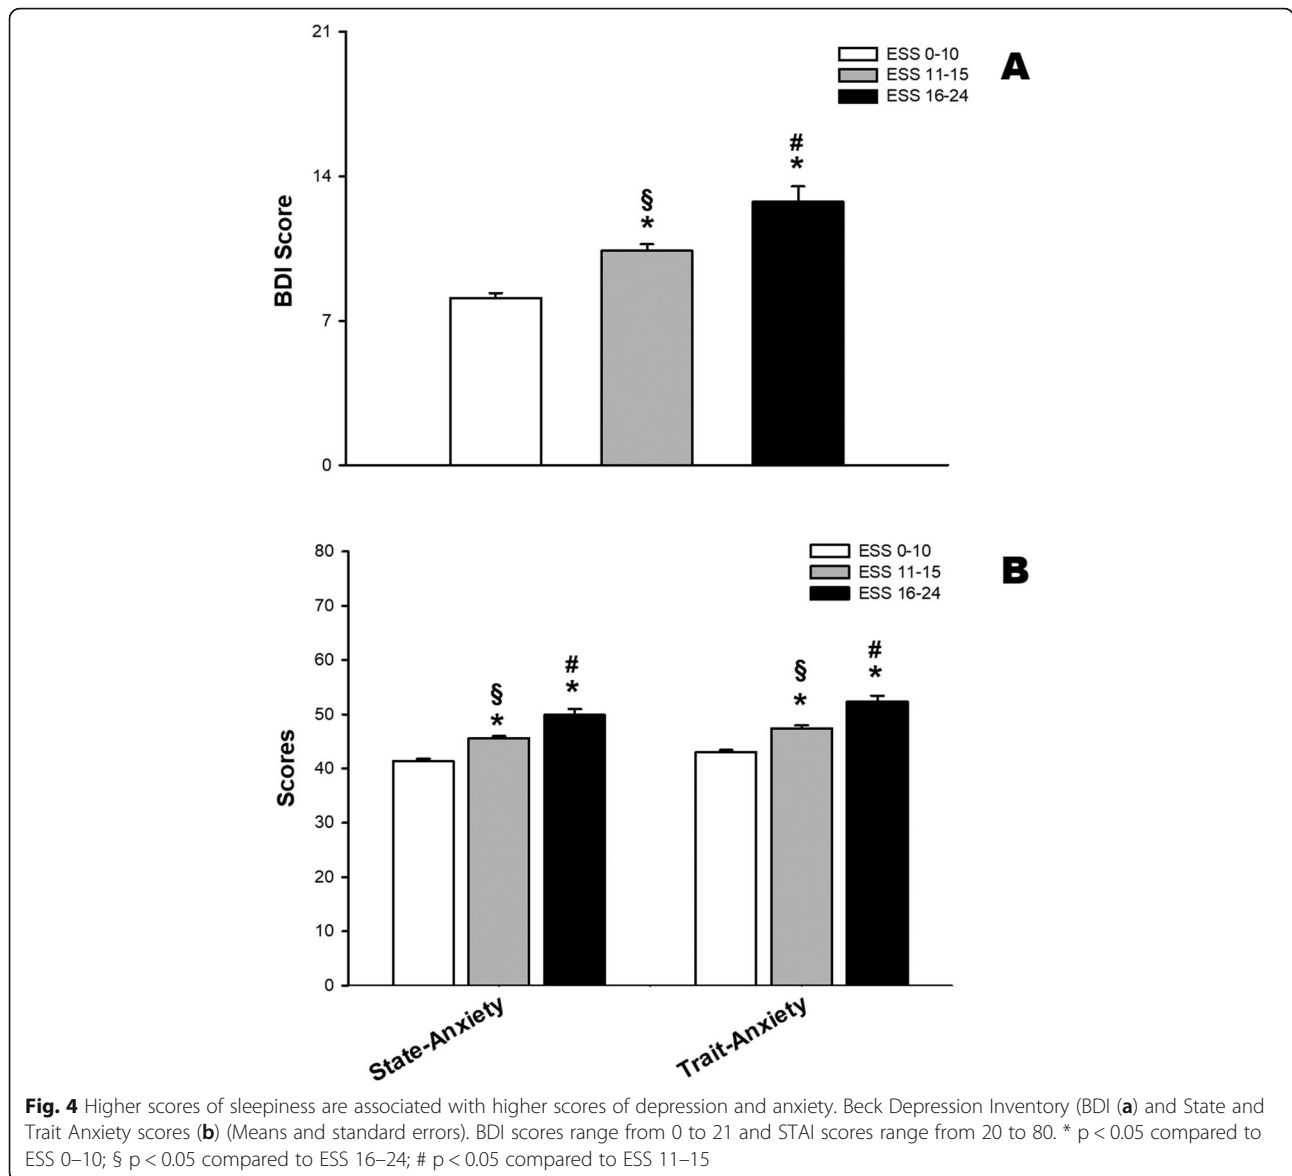 21
ESS 0-10
ESS 11-15
ESS 16-24
A
#
*
14
§
*
BDI Score
7
0
80
ESS 0-10
ESS 11-15
ESS 16-24
B
70
60
#
*
#
*
§
*
§
*
50
Scores
40
30
20
10
0
State-Anxiety
Trait-Anxiety
Fig. 4 Higher scores of sleepiness are associated with higher scores of depression and anxiety. Beck Depression Inventory (BDI (a) and State and
Trait Anxiety scores (b) (Means and standard errors). BDI scores range from 0 to 21 and STAI scores range from 20 to 80. * p < 0.05 compared to
ESS 0–10; § p < 0.05 compared to ESS 16–24; # p < 0.05 compared to ESS 11–15